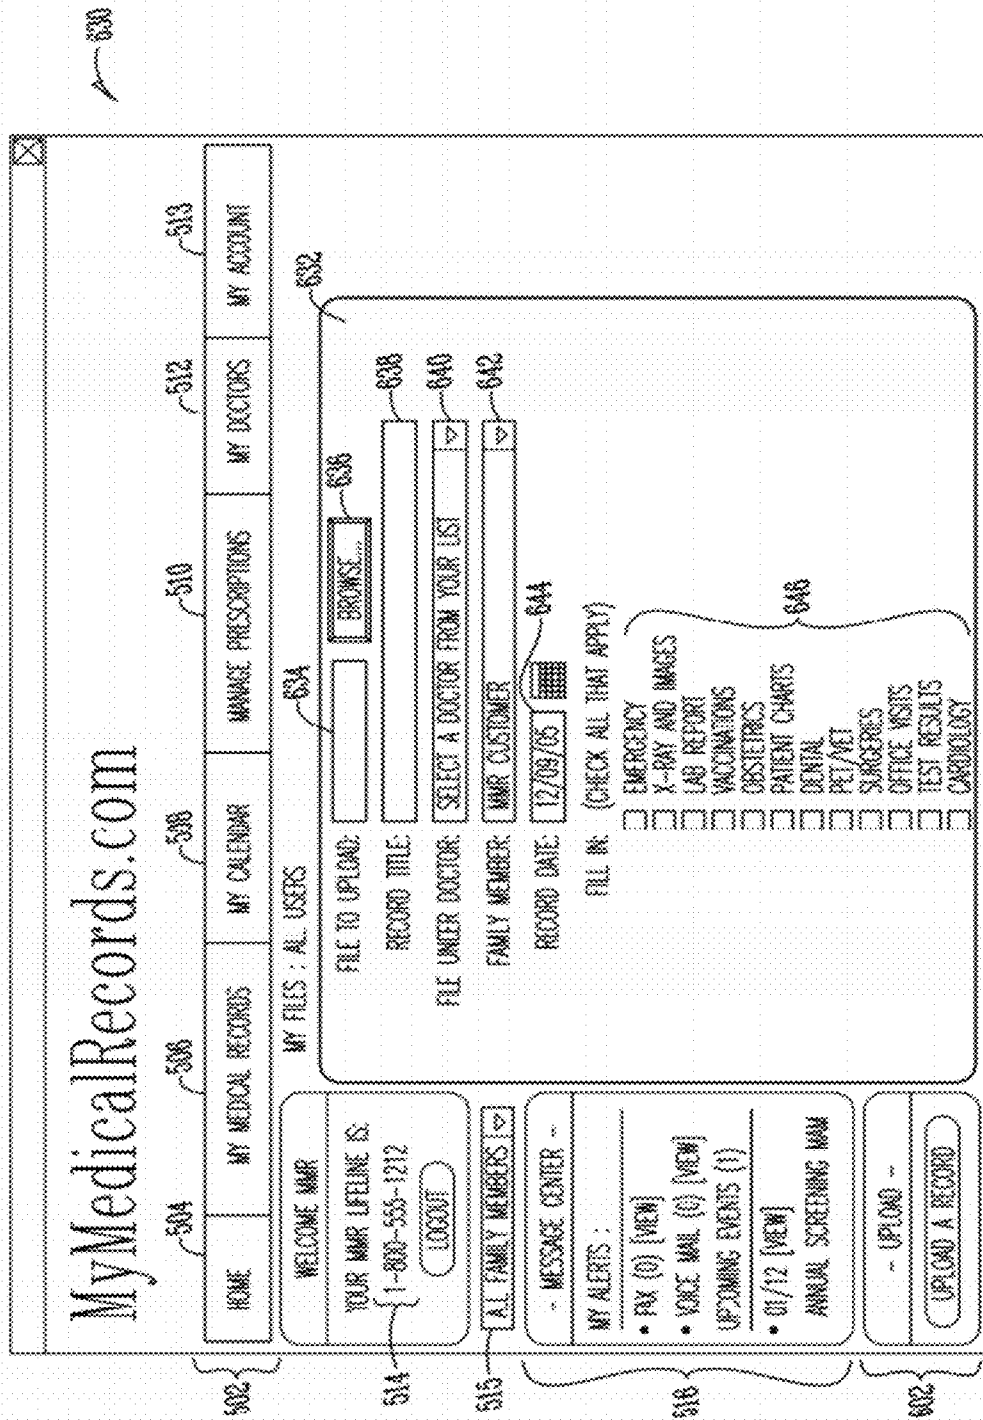 630
MyMedicalRecords.com
504
506
508
510
512
513
502
HOME
MY MEDICAL RECORDS
MY CALENDAR
MANAGE PRESCRIPTIONS
MY DOCTORS
MY ACCOUNT
WELCOME MMR
YOUR MMR LIFELINE IS:
1-800-555-1212
LOGOUT
514
ALL FAMILY MEMBERS
515
- MESSAGE CENTER -
MY ALERTS :
• FAX (0) [VIEW]
• VOICE MAIL (0) [VIEW]
UPCOMING EVENTS (1)
• 01/12 [VIEW]
ANNUAL SCREENING MAM
516
- UPLOAD -
UPLOAD A RECORD
602
MY FILES : ALL USERS
632
634
636
FILE TO UPLOAD:
BROWSE...
RECORD TITLE:
638
FILE UNDER DOCTOR:
SELECT A DOCTOR FROM YOUR LIST
640
FAMILY MEMBER:
MMR CUSTOMER
642
RECORD DATE:
12/09/05
644
FILL IN: (CHECK ALL THAT APPLY)
EMERGENCY
X-RAY AND IMAGES
LAB REPORT
VACCINATIONS
OBSTETRICS
PATIENT CHARTS
DENTAL
PET/VET
SURGERIES
OFFICE VISITS
TEST RESULTS
CARDIOLOGY
646